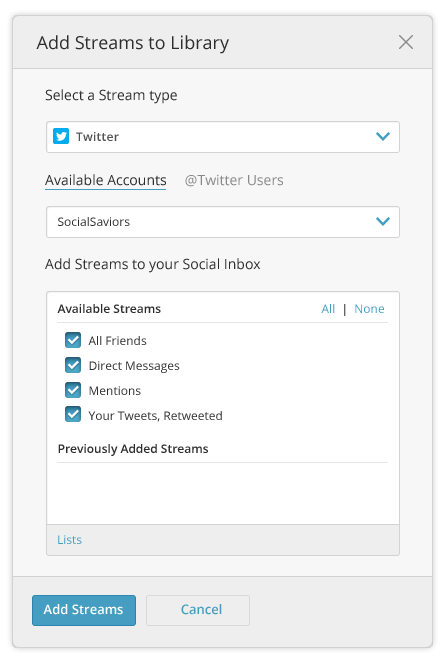 Add Streams to Library
Select a Stream type
Twitter
Available Accounts @Twitter Users
SocialSaviors
Add Streams to your Social Inbox
Available Streams All | None
All Friends
Direct Messages
Mentions
Your Tweets, Retweeted
Previously Added Streams
Lists
Add Streams Cancel